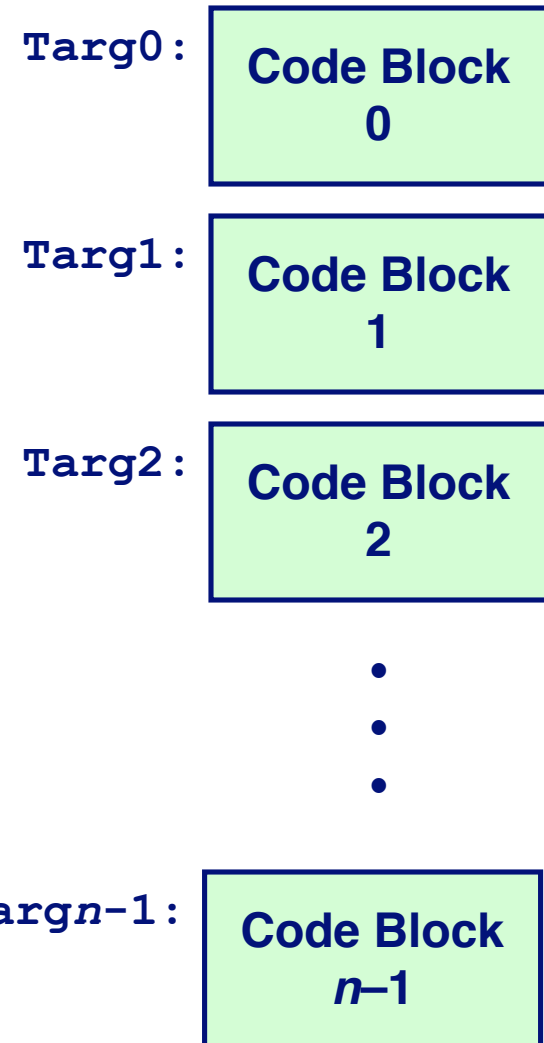 Targ0:
Code Block
0
Targ1:
Code Block
1
Targ2:
Code Block
2
•
•
•
argn-1:
Code Block
n–1